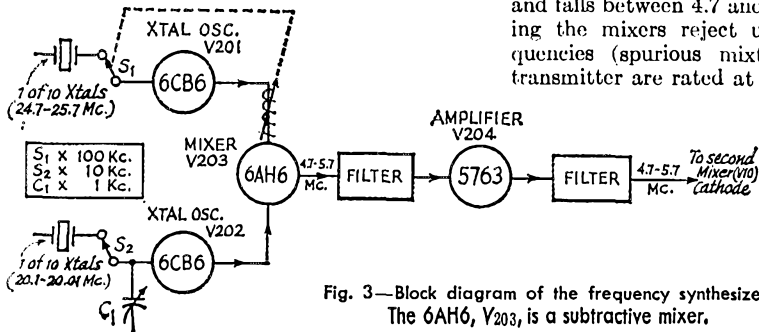 and falls between 4.7 and
ing the mixers reject u
quencies (spurious mixt
transmitter are rated at
XTAL OSC.
V201
S1
6CB6
1 of 10 Xtals
(24.7-25.7 Mc.)
S1 X 100 Kc.
S2 X 10 Kc.
C1 X 1 Kc.
MIXER
V203
6AH6
4.7-5.7
MC.
FILTER
AMPLIFIER
V204
5763
FILTER
4.7-5.7
MC.
To second
Mixer (V10)
Cathode
XTAL OSC.
V202
S2
6CB6
1 of 10 Xtals
(20.1-20.01 Mc.)
C1
Fig. 3—Block diagram of the frequency synthesize
The 6AH6, V203, is a subtractive mixer.